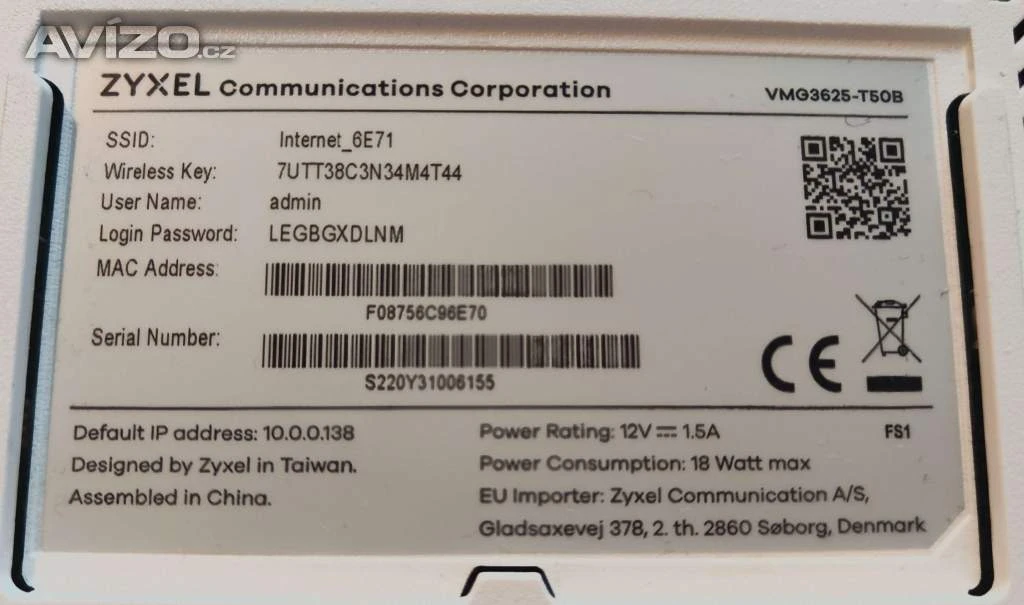 AVÍZO.CZ
ZYXEL Communications Corporation VMG3625-T50B
SSID: Internet_6E71
Wireless Key: 7UTT38C3N34M4T44
User Name: admin
Login Password: LEGBGXDLNM
MAC Address:
F08756C96E70
Serial Number:
S220Y31006155
CE
Default IP address: 10.0.0.138 Power Rating: 12V ⎓ 1.5A FS1
Designed by Zyxel in Taiwan. Power Consumption: 18 Watt max
Assembled in China. EU Importer: Zyxel Communication A/S,
Gladsaxevej 378, 2. th. 2860 Søborg, Denmark